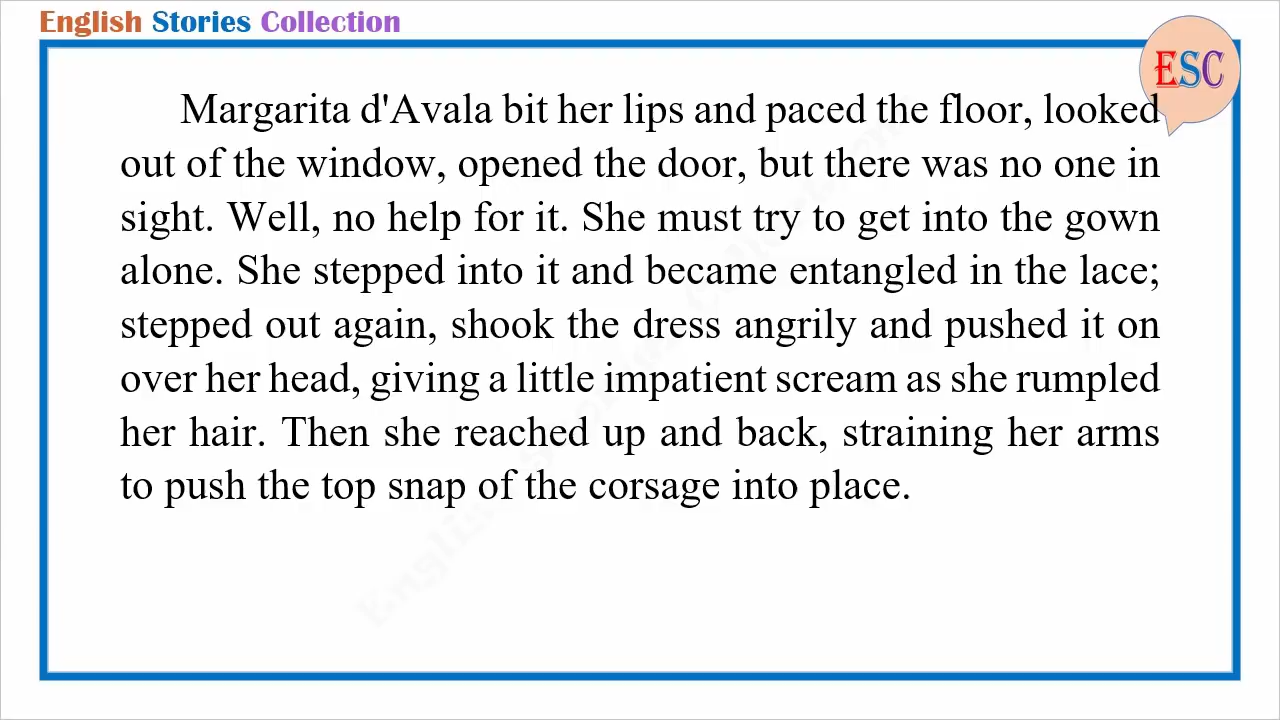 English Stories Collection
ESC
Margarita d'Avala bit her lips and paced the floor, looked
out of the window, opened the door, but there was no one in
sight. Well, no help for it. She must try to get into the gown
alone. She stepped into it and became entangled in the lace;
stepped out again, shook the dress angrily and pushed it on
over her head, giving a little impatient scream as she rumpled
her hair. Then she reached up and back, straining her arms
to push the top snap of the corsage into place.